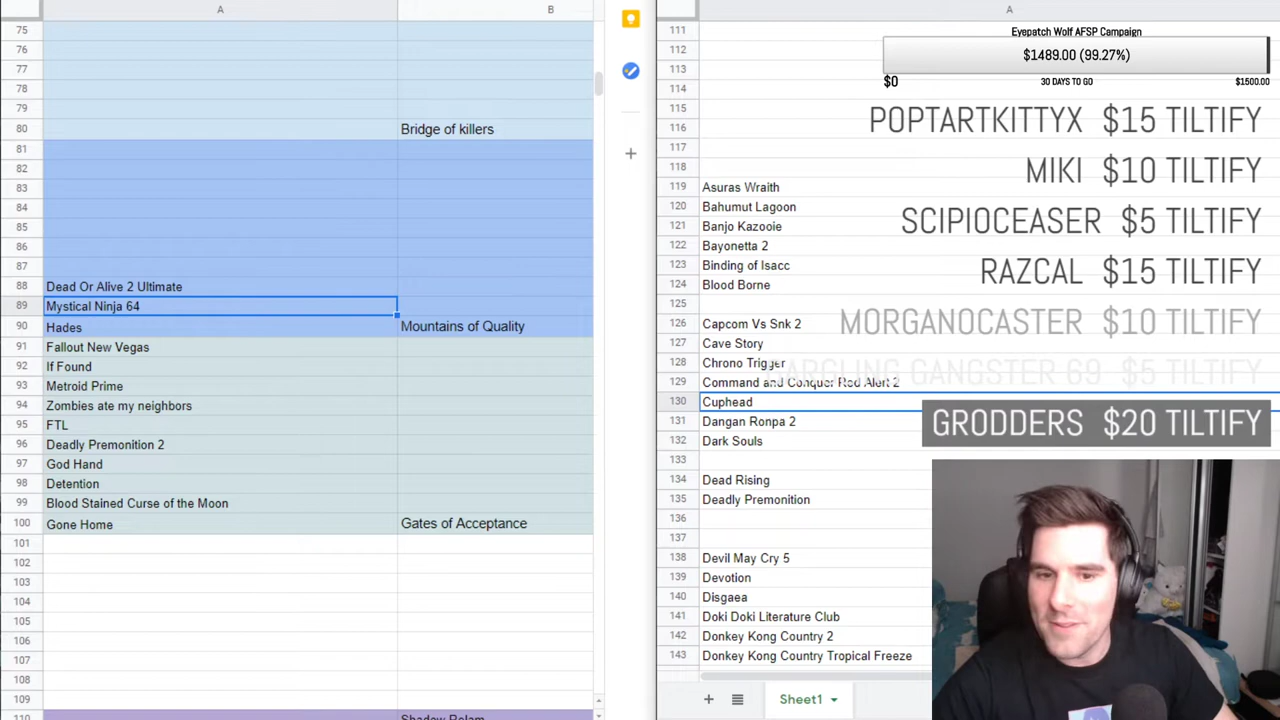 A
B
75
76
77
78
79
80 Bridge of killers
81
82
83
84
85
86
87
88 Dead Or Alive 2 Ultimate
89 Mystical Ninja 64
90 Hades Mountains of Quality
91 Fallout New Vegas
92 If Found
93 Metroid Prime
94 Zombies ate my neighbors
95 FTL
96 Deadly Premonition 2
97 God Hand
98 Detention
99 Blood Stained Curse of the Moon
100 Gone Home Gates of Acceptance
101
102
103
104
105
106
107
108
109
110 Shadow Relam
A
111
112
113
114
115
116
117
118
119 Asuras Wraith
120 Bahumut Lagoon
121 Banjo Kazooie
122 Bayonetta 2
123 Binding of Isacc
124 Blood Borne
125
126 Capcom Vs Snk 2
127 Cave Story
128 Chrono Trigger
129 Command and Conquer Red Alert 2
130 Cuphead
131 Dangan Ronpa 2
132 Dark Souls
133
134 Dead Rising
135 Deadly Premonition
136
137
138 Devil May Cry 5
139 Devotion
140 Disgaea
141 Doki Doki Literature Club
142 Donkey Kong Country 2
143 Donkey Kong Country Tropical Freeze
Sheet1
Eyepatch Wolf AFSP Campaign
$1489.00 (99.27%)
$0 30 DAYS TO GO $1500.00
POPTARTKITTYX $15 TILTIFY
MIKI $10 TILTIFY
SCIPIOCEASER $5 TILTIFY
RAZCAL $15 TILTIFY
MORGANOCASTER $10 TILTIFY
GANGSTER 69 $5 TILTIFY
GRODDERS $20 TILTIFY